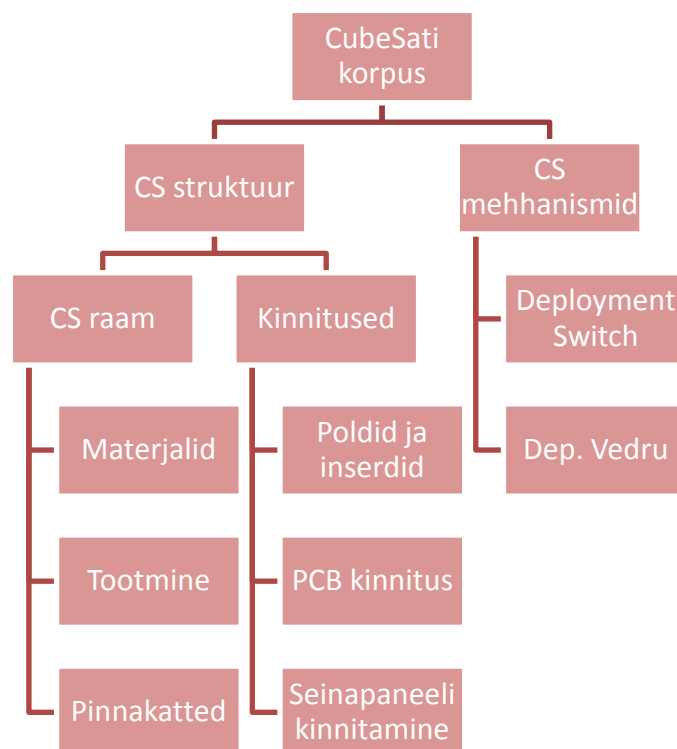 CubeSati
korpus
CS struktuur
CS
mehhanismid
CS raam
Kinnitused
Deployment
Switch
Materjalid
Poldid ja
inserdid
Dep. Vedru
Tootmine
PCB kinnitus
Pinnakatted
Seinapaneeli
kinnitamine